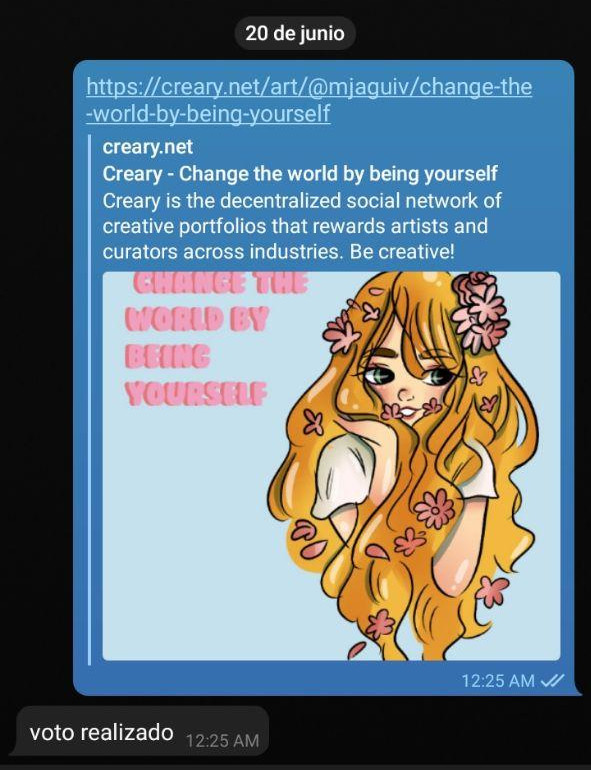 20 de junio
https://creary.net/art/@mjaguiv/change-the
-world-by-being-yourself
creary.net
Creary - Change the world by being yourself
Creary is the decentralized social network of
creative portfolios that rewards artists and
curators across industries. Be creative!
CHANGE THE
WORLD BY
BEING
YOURSELF
12:25 AM
voto realizado 12:25 AM